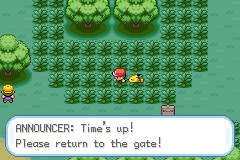 ANNOUNCER: Time's up!
Please return to the gate!